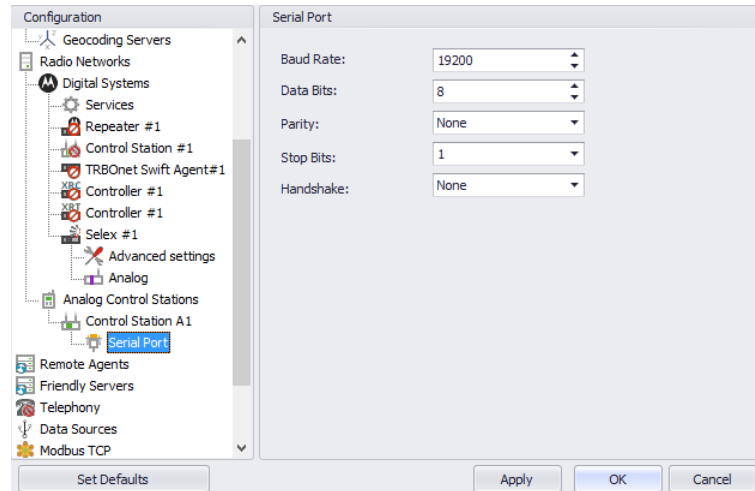 Configuration
Geocoding Servers
Radio Networks
Digital Systems
Services
Repeater #1
Control Station #1
TRBOnet Swift Agent#1
XRC
Controller #1
XRT
Controller #1
Selex #1
Advanced settings
Analog
Analog Control Stations
Control Station A1
Serial Port
Remote Agents
Friendly Servers
Telephony
Data Sources
Modbus TCP
Set Defaults
Serial Port
Baud Rate: 19200
Data Bits: 8
Parity: None
Stop Bits: 1
Handshake: None
Apply OK Cancel